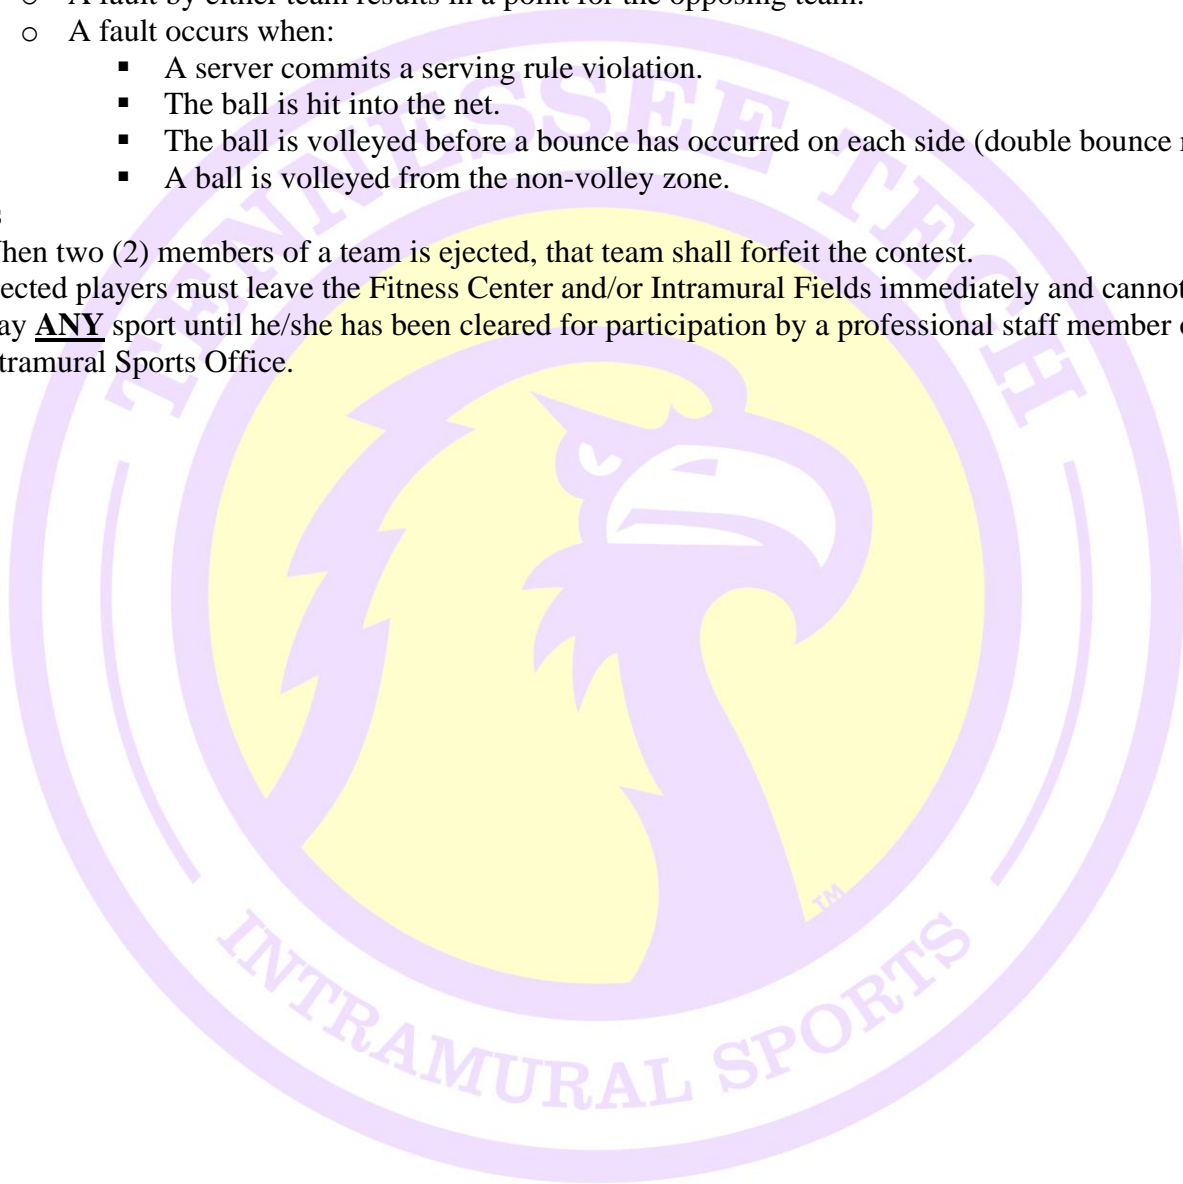 o A fault by either team results in a point for the opposing team.
o A fault occurs when:
▪ A server commits a serving rule violation.
▪ The ball is hit into the net.
▪ The ball is volleyed before a bounce has occurred on each side (double bounce
▪ A ball is volleyed from the non-volley zone.
s
hen two (2) members of a team is ejected, that team shall forfeit the contest.
ected players must leave the Fitness Center and/or Intramural Fields immediately and cannot
ay ANY sport until he/she has been cleared for participation by a professional staff member
tramural Sports Office.
TENNESSEE TECH
TM
INTRAMURAL SPORTS